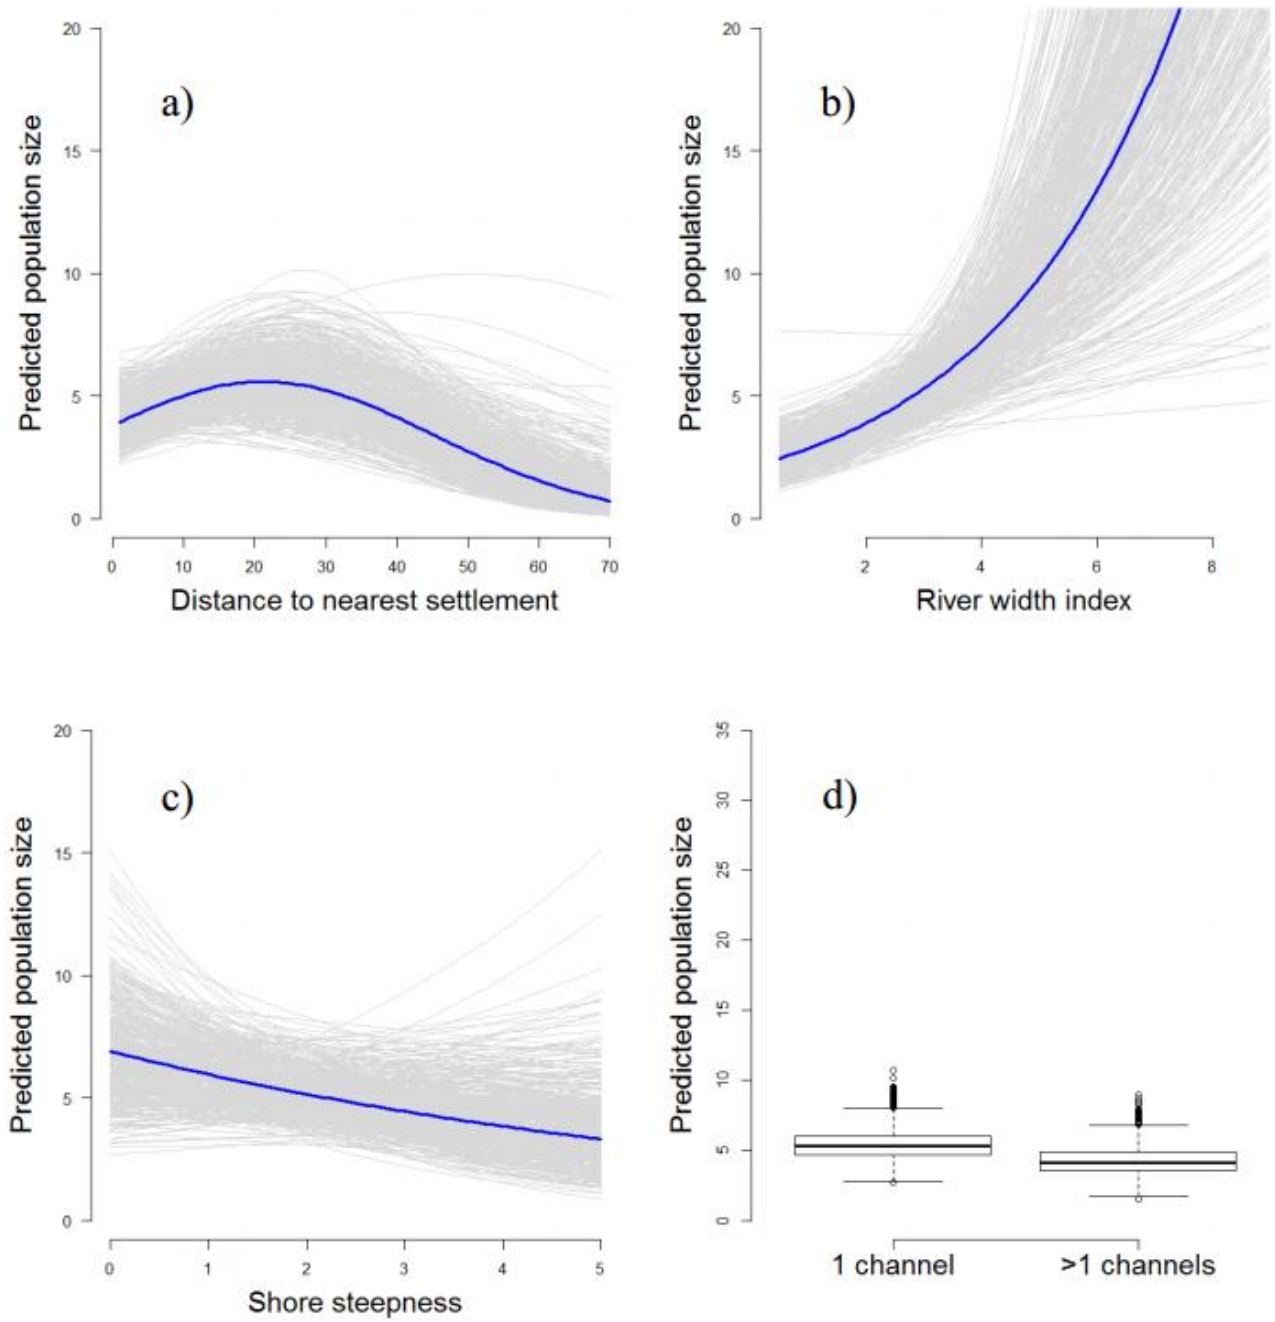 a)
Predicted population size
20
15
10
5
0
0 10 20 30 40 50 60 70
Distance to nearest settlement
b)
Predicted population size
20
15
10
5
0
2 4 6 8
River width index
c)
Predicted population size
20
15
10
5
0
0 1 2 3 4 5
Shore steepness
d)
Predicted population size
35
30
25
20
15
10
5
0
1 channel >1 channels